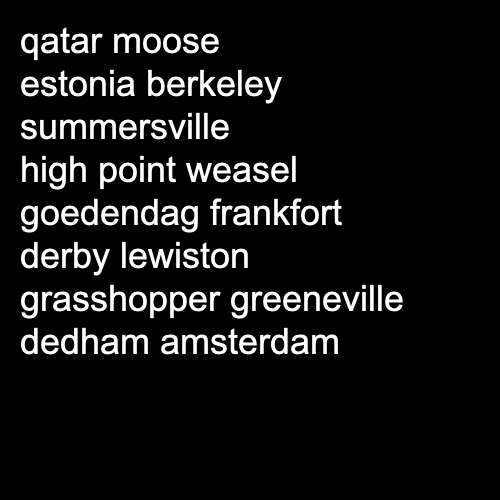 qatar moose
estonia berkeley
summersville
high point weasel
goedendag frankfort
derby lewiston
grasshopper greeneville
dedham amsterdam